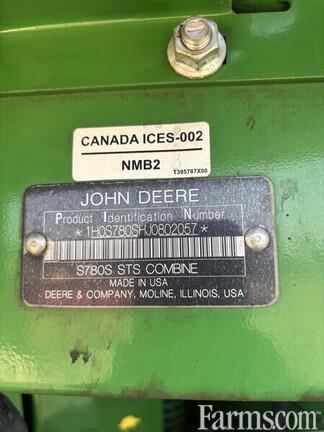 CANADA ICES-002
NMB2
T395787X00
JOHN DEERE
Product Identification Number
*1H0S780SHJ0802057*
S780S STS COMBINE
MADE IN USA
DEERE & COMPANY, MOLINE, ILLINOIS, USA
Farms.com®